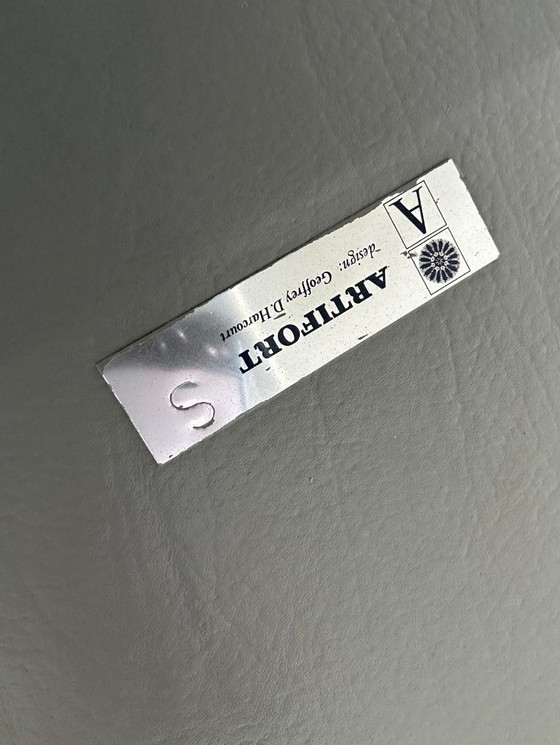 A
ARTIFORT
design: Geoffrey D. Harcourt
S